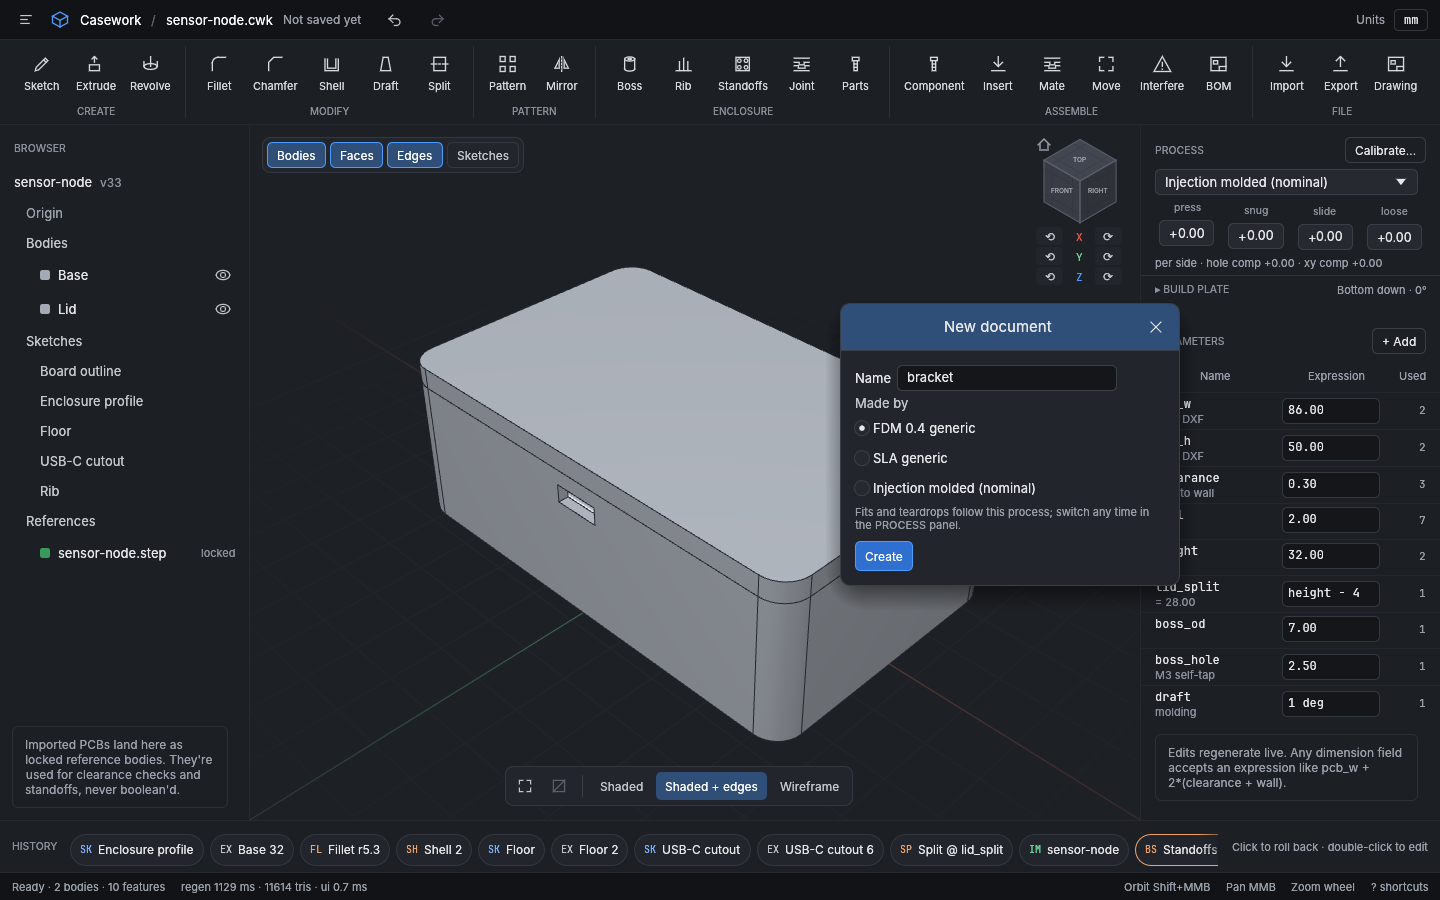 Casework / sensor-node.cwk Not saved yet
Units mm
Sketch Extrude Revolve Fillet Chamfer Shell Draft Split Pattern Mirror Boss Rib Standoffs Joint Parts Component Insert Mate Move Interfere BOM Import Export Drawing
CREATE MODIFY PATTERN ENCLOSURE ASSEMBLE FILE
BROWSER
sensor-node v33
Origin
Bodies
Base
Lid
Sketches
Board outline
Enclosure profile
Floor
USB-C cutout
Rib
References
sensor-node.step locked
Imported PCBs land here as
locked reference bodies. They're
used for clearance checks and
standoffs, never boolean'd.
Bodies Faces Edges Sketches
TOP
FRONT RIGHT
X
Y
Z
New document
Name bracket
Made by
FDM 0.4 generic
SLA generic
Injection molded (nominal)
Fits and teardrops follow this process; switch any time in
the PROCESS panel.
Create
Shaded Shaded + edges Wireframe
PROCESS Calibrate...
Injection molded (nominal)
press snug slide loose
+0.00 +0.00 +0.00 +0.00
per side · hole comp +0.00 · xy comp +0.00
▸ BUILD PLATE Bottom down · 0°
AMETERS + Add
Name Expression Used
_w 86.00 2
DXF
_h 50.00 2
DXF
arance 0.30 3
to wall
2.00 7
ght 32.00 2
lid_split height - 4 1
= 28.00
boss_od 7.00 1
boss_hole 2.50 1
M3 self-tap
draft 1 deg 1
molding
Edits regenerate live. Any dimension field
accepts an expression like pcb_w +
2*(clearance + wall).
HISTORY SK Enclosure profile EX Base 32 FL Fillet r5.3 SH Shell 2 SK Floor EX Floor 2 SK USB-C cutout EX USB-C cutout 6 SP Split @ lid_split IM sensor-node BS Standoffs Click to roll back · double-click to edit
Ready · 2 bodies · 10 features regen 1129 ms · 11614 tris · ui 0.7 ms
Orbit Shift+MMB Pan MMB Zoom wheel ? shortcuts